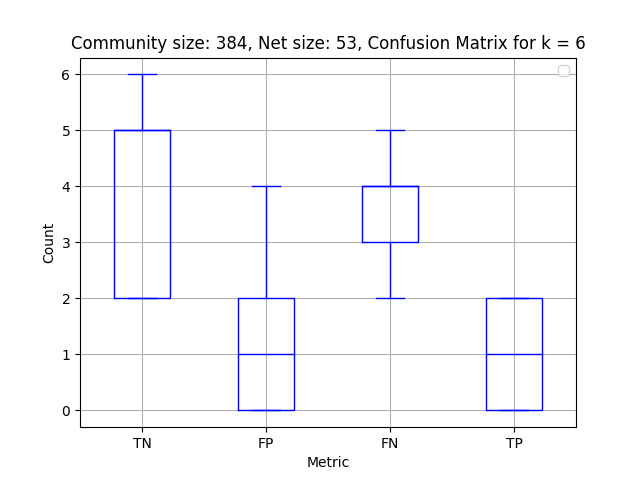 Community size: 384, Net size: 53, Confusion Matrix for k = 6
6
5
4
3
2
1
0
Count
TN FP FN TP
Metric